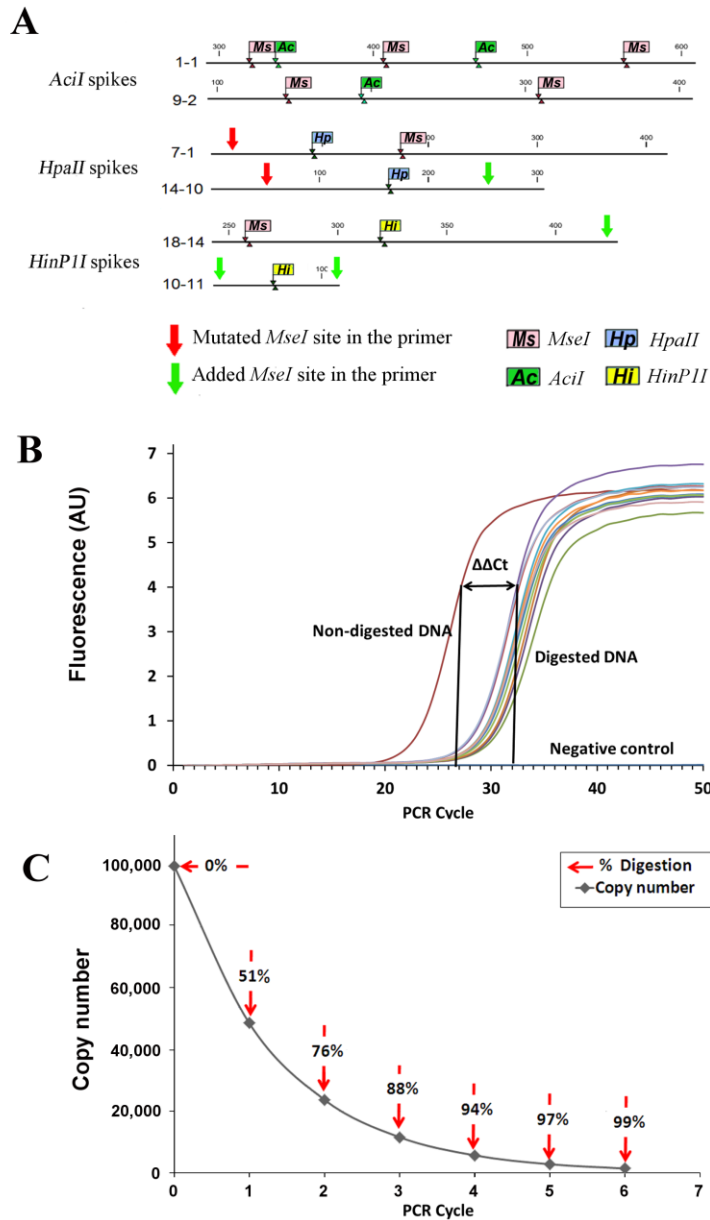 A
300 Ms Ac 400 Ms Ac 500 Ms 600
1-1
AciI spikes
100 Ms Ac 200 300 Ms 400
9-2
Hp Ms 200 300 400
7-1
HpaII spikes
100 Hp 200 300
14-10
250 Ms 300 Hi 350 400
18-14
HinP1I spikes
Hi 100
10-11
Mutated MseI site in the primer
Added MseI site in the primer
Ms MseI Hp HpaII
Ac AciI Hi HinP1I
B
Fluorescence (AU)
7
6
5
4
3
2
1
0
ΔΔCt
Non-digested DNA
Digested DNA
Negative control
0 10 20 30 40 50
PCR Cycle
C
Copy number
100,000
80,000
60,000
40,000
20,000
0
0%
51%
76%
88%
94%
97%
99%
% Digestion
Copy number
0 1 2 3 4 5 6 7
PCR Cycle